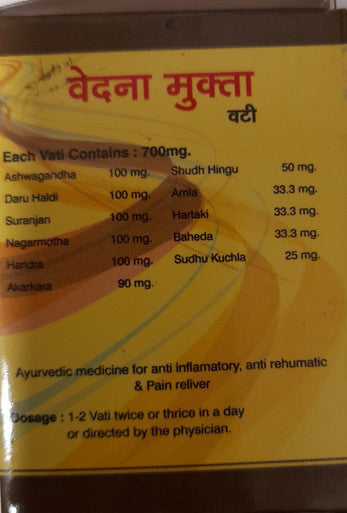 वेदना मुक्ता
वटी
Each Vati Contains : 700mg.
Ashwagandha 100 mg. Shudh Hingu 50 mg.
Daru Haldi 100 mg. Amla 33.3 mg.
Suranjan 100 mg. Hartaki 33.3 mg.
Nagarmotha 100 mg. Baheda 33.3 mg.
Haridra 100 mg. Sudhu Kuchla 25 mg.
Akarkara 90 mg.
Ayurvedic medicine for anti inflamatory, anti rehumatic
& Pain reliver
Dosage : 1-2 Vati twice or thrice in a day
or directed by the physician.